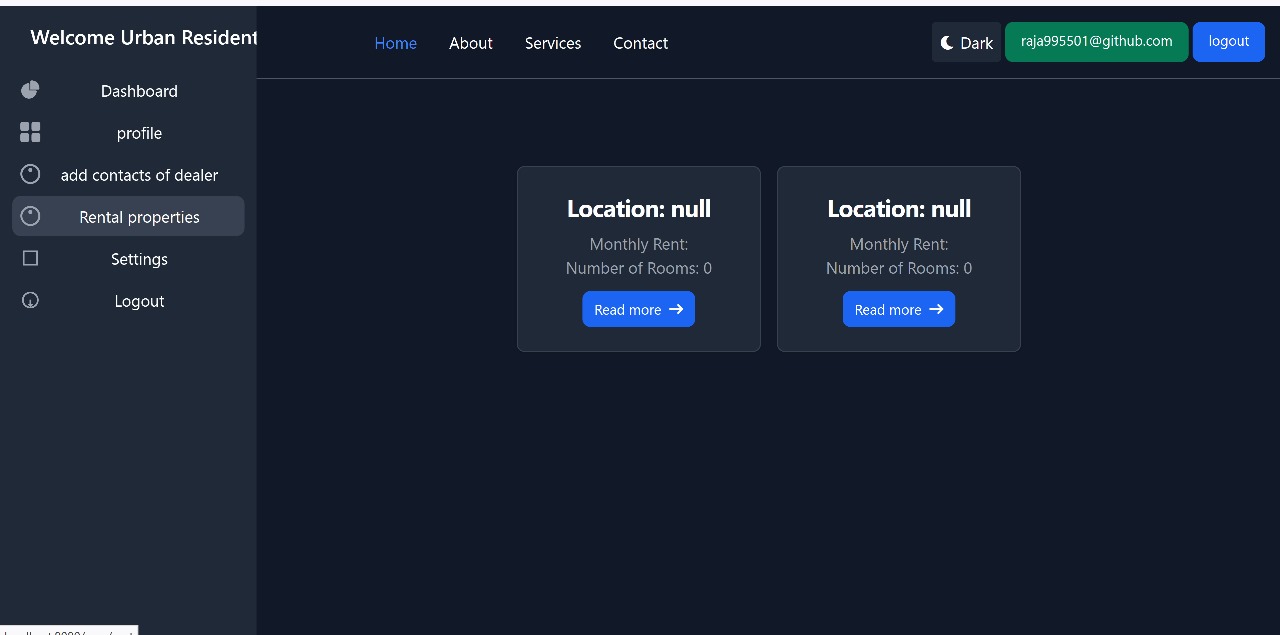 Welcome Urban Resident
Home About Services Contact
Dark raja995501@github.com logout
Dashboard
profile
add contacts of dealer
Rental properties
Settings
Logout
Location: null
Monthly Rent:
Number of Rooms: 0
Read more
Location: null
Monthly Rent:
Number of Rooms: 0
Read more